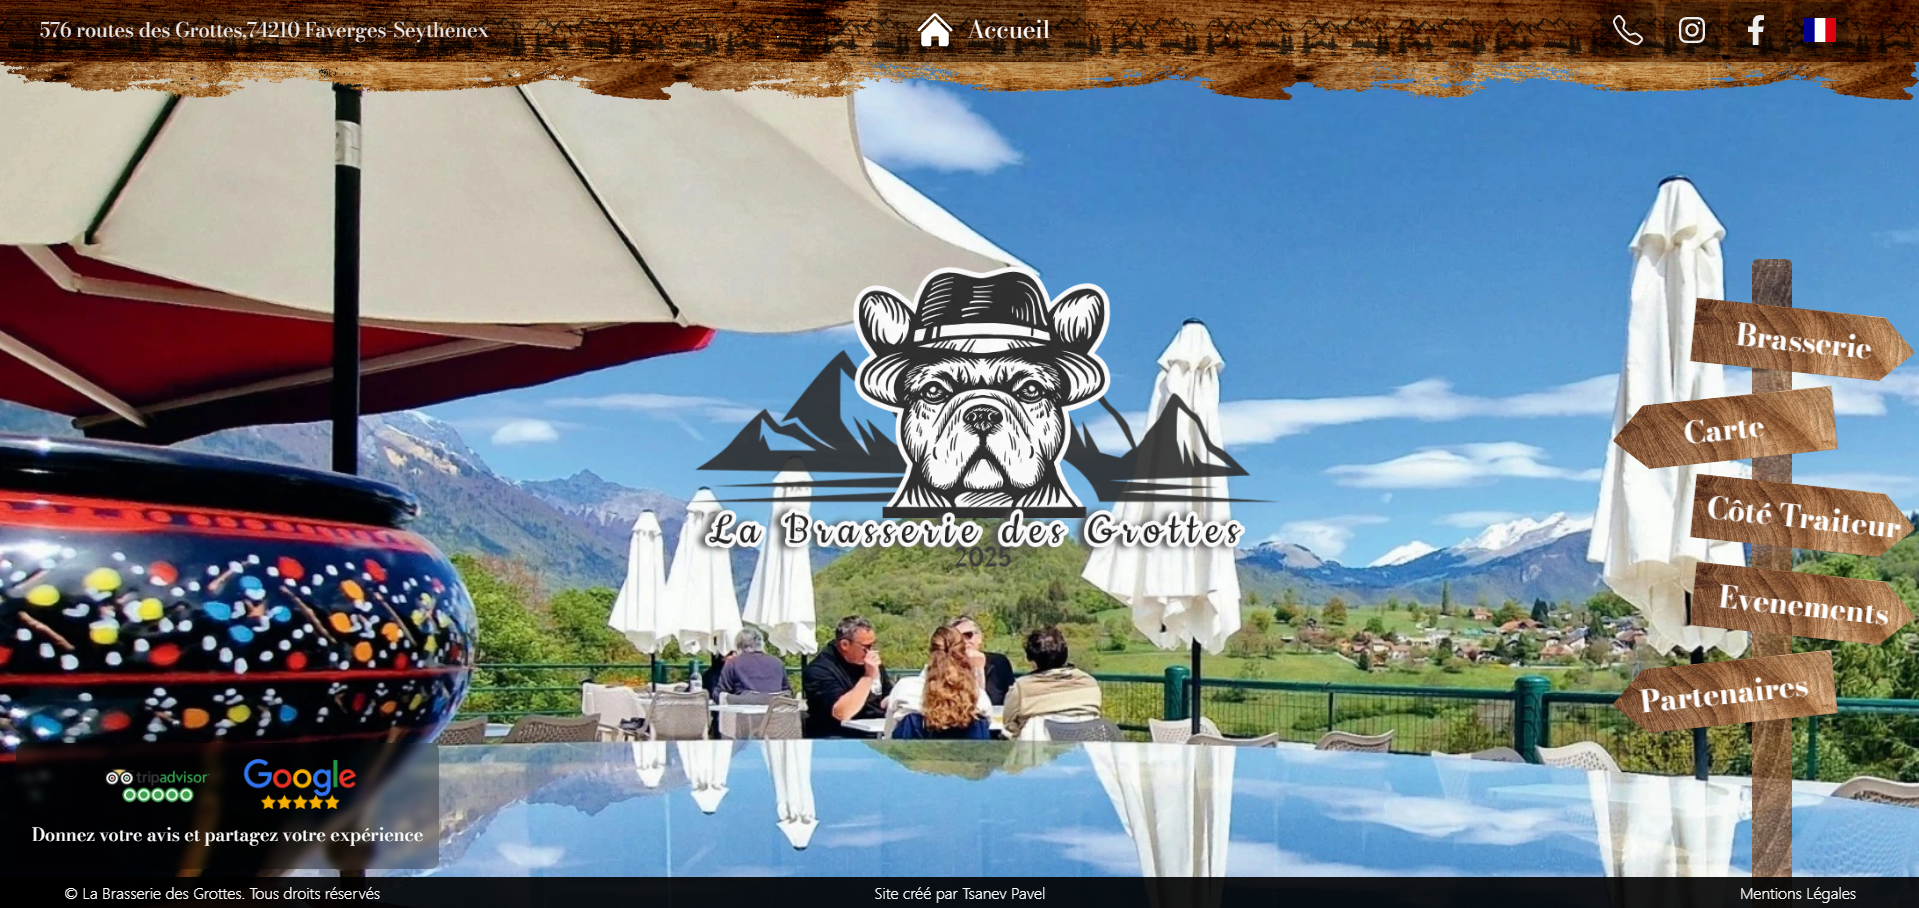 576 routes des Grottes,74210 Faverges-Seythenex
Accueil
Brasserie
Carte
Côté Traiteur
Evenements
Partenaires
La Brasserie des Grottes
2025
tripadvisor
Google
Donnez votre avis et partagez votre expérience
© La Brasserie des Grottes. Tous droits réservés
Site créé par Tsanev Pavel
Mentions Légales